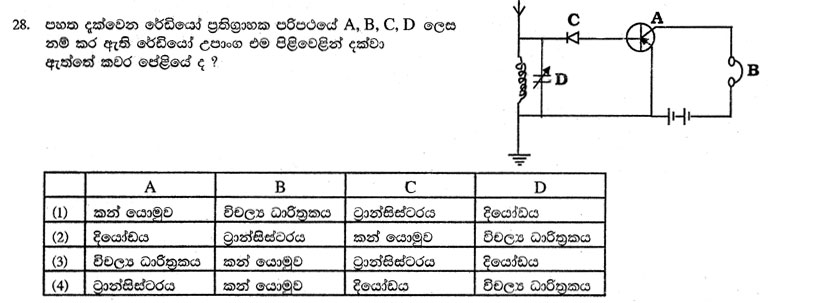 28. පහත දැක්වෙන රේඩියෝ ප්‍රතිග්‍රාහක පරිපථයේ A, B, C, D ලෙස
නම් කර ඇති රේඩියෝ උපාංග එම පිළිවෙළින් දක්වා
ඇත්තේ කවර පේළියේ ද ?
C A
D B
A B C D
(1) කන් යොමුව විචල්‍ය ධාරිත්‍රකය ට්‍රාන්සිස්ටරය දියෝඩය
(2) දියෝඩය ට්‍රාන්සිස්ටරය කන් යොමුව විචල්‍ය ධාරිත්‍රකය
(3) විචල්‍ය ධාරිත්‍රකය කන් යොමුව ට්‍රාන්සිස්ටරය දියෝඩය
(4) ට්‍රාන්සිස්ටරය කන් යොමුව දියෝඩය විචල්‍ය ධාරිත්‍රකය